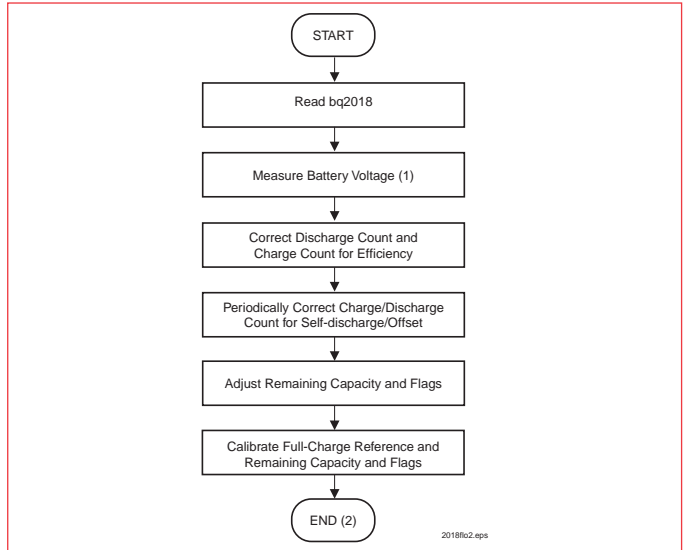 START
Read bq2018
Measure Battery Voltage (1)
Correct Discharge Count and
Charge Count for Efficiency
Periodically Correct Charge/Discharge
Count for Self-discharge/Offset
Adjust Remaining Capacity and Flags
Calibrate Full-Charge Reference and
Remaining Capacity and Flags
END (2)
2018flo2.eps